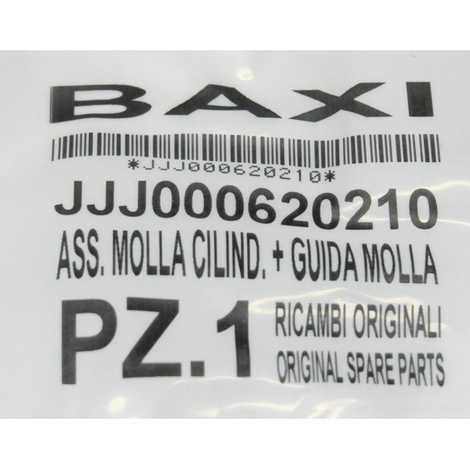 BAXI
*JJJ000620210*
JJJ000620210
ASS. MOLLA CILIND. + GUIDA MOLLA
PZ.1
RICAMBI ORIGINALI
ORIGINAL SPARE PARTS